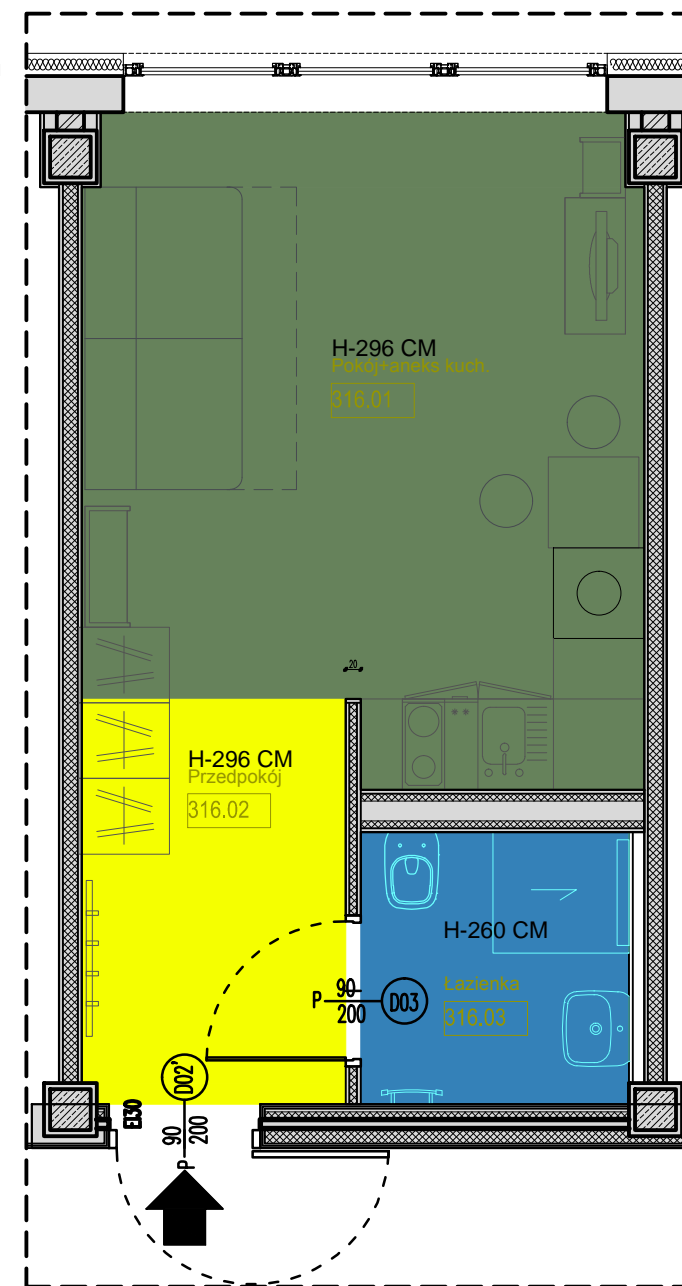 H-296 CM
Pokój+aneks kuch.
316.01
20
H-296 CM
Przedpokój
316.02
H-260 CM
Łazienka
316.03
P 90 D03
200
D02'
EI30
P 90
200